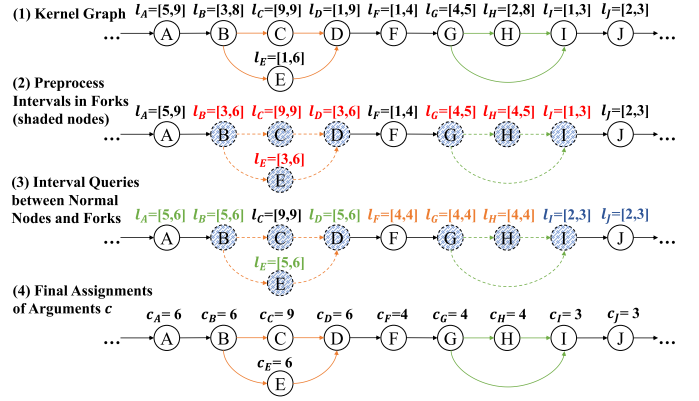 l_A=[5,9] l_B=[3,8] l_C=[9,9] l_D=[1,9] l_F=[1,4] l_G=[4,5] l_H=[2,8] l_I=[1,3] l_J=[2,3]
(1) Kernel Graph
... A B C D F G H I J ...
l_E=[1,6]
E
(2) Preprocess
Intervals in Forks
(shaded nodes)
l_A=[5,9] l_B=[3,6] l_C=[9,9] l_D=[3,6] l_F=[1,4] l_G=[4,5] l_H=[4,5] l_I=[1,3] l_J=[2,3]
... A B C D F G H I J ...
l_E=[3,6]
E
(3) Interval Queries
between Normal
Nodes and Forks
l_A=[5,6] l_B=[5,6] l_C=[9,9] l_D=[5,6] l_F=[4,4] l_G=[4,4] l_H=[4,4] l_I=[2,3] l_J=[2,3]
... A B C D F G H I J ...
l_E=[5,6]
E
(4) Final Assignments
of Arguments c
c_A= 6 c_B= 6 c_C= 9 c_D= 6 c_F=4 c_G= 4 c_H= 4 c_I= 3 c_J= 3
... A B C D F G H I J ...
c_E= 6
E